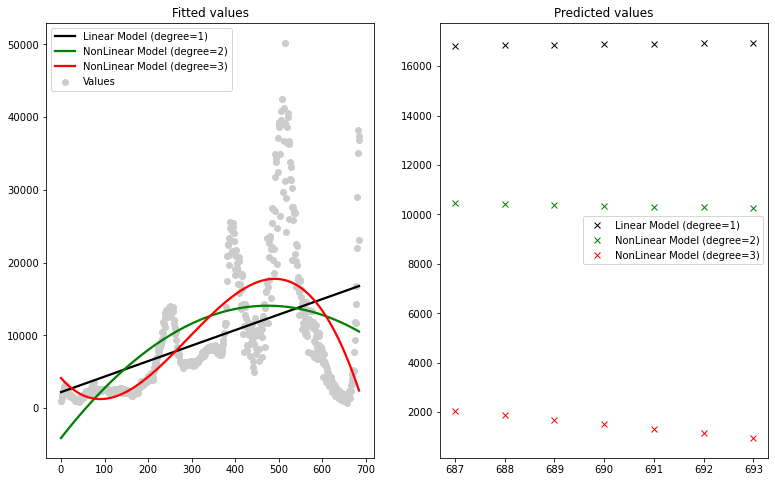 Fitted values
Linear Model (degree=1)
NonLinear Model (degree=2)
NonLinear Model (degree=3)
Values
50000
40000
30000
20000
10000
0
0 100 200 300 400 500 600 700
Predicted values
16000
14000
12000
10000
8000
6000
4000
2000
Linear Model (degree=1)
NonLinear Model (degree=2)
NonLinear Model (degree=3)
687 688 689 690 691 692 693